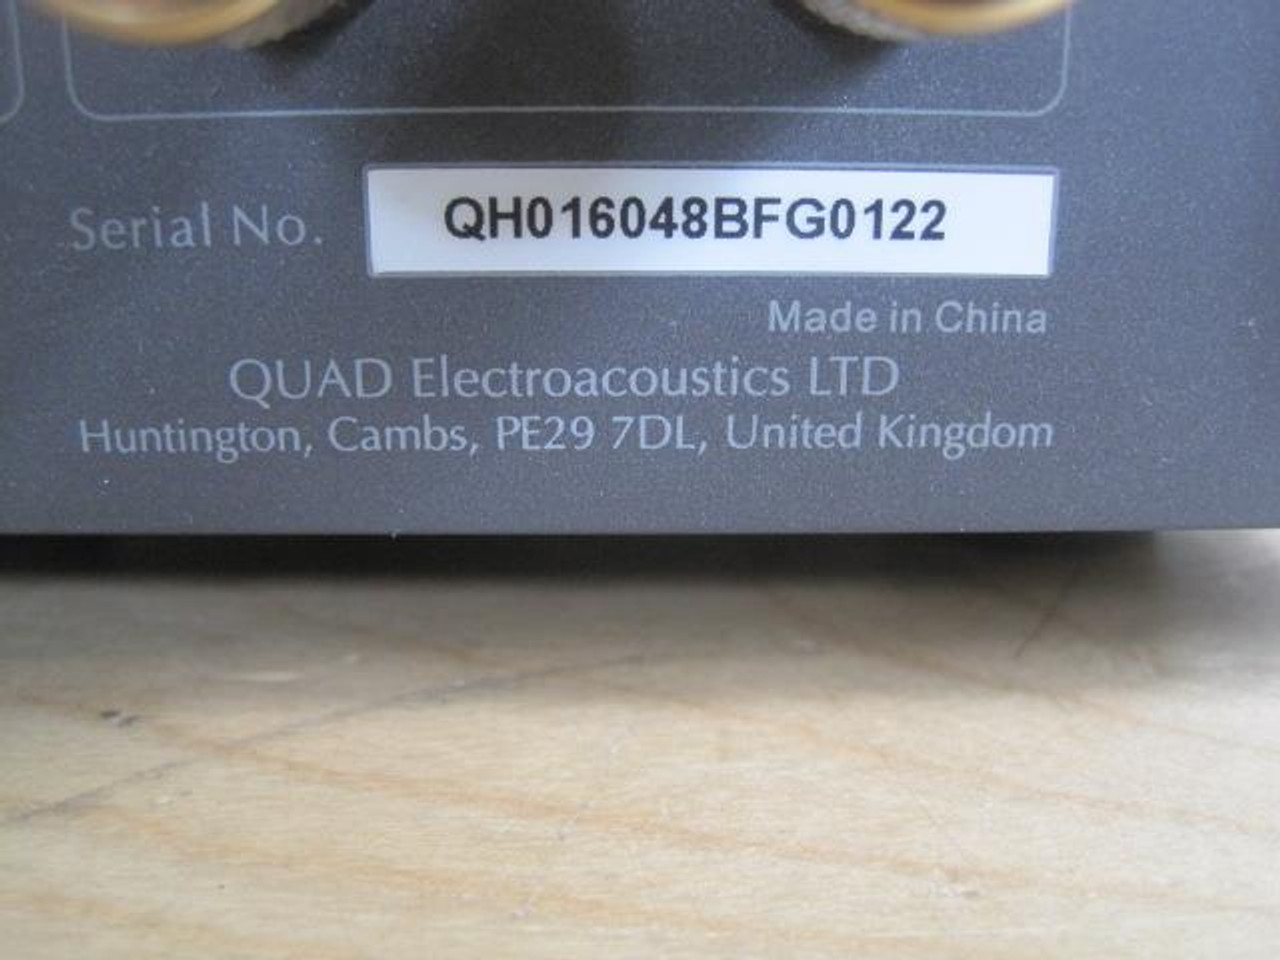 Serial No. QH016048BFG0122
Made in China
QUAD Electroacoustics LTD
Huntington, Cambs, PE29 7DL, United Kingdom